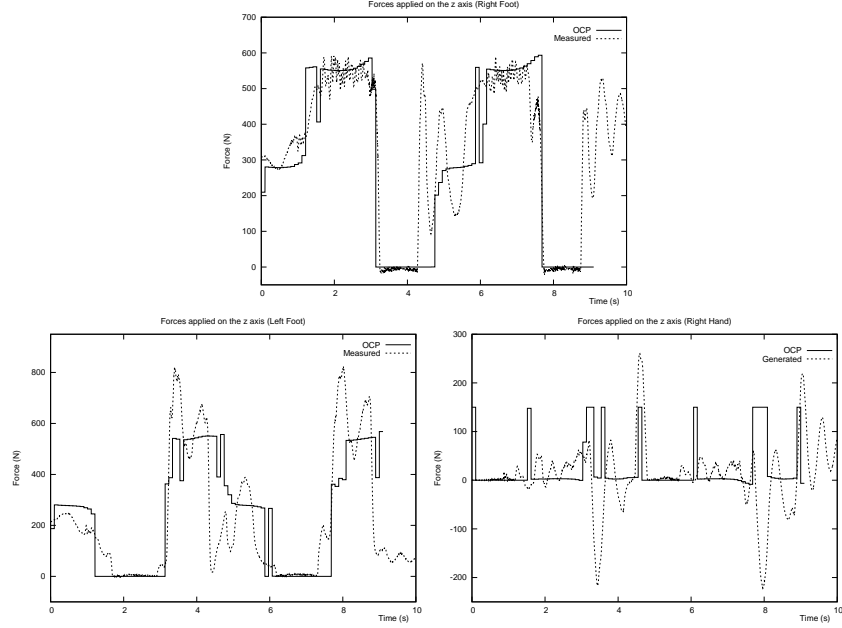 Forces applied on the z axis (Right Foot)
700
600
500
400
300
200
100
0
Force (N)
OCP
Measured
0 2 4 6 8 10
Time (s)
Forces applied on the z axis (Left Foot)
800
600
400
200
0
Force (N)
OCP
Measured
0 2 4 6 8 10
Time (s)
Forces applied on the z axis (Right Hand)
300
200
100
0
-100
-200
Force (N)
OCP
Generated
0 2 4 6 8 10
Time (s)